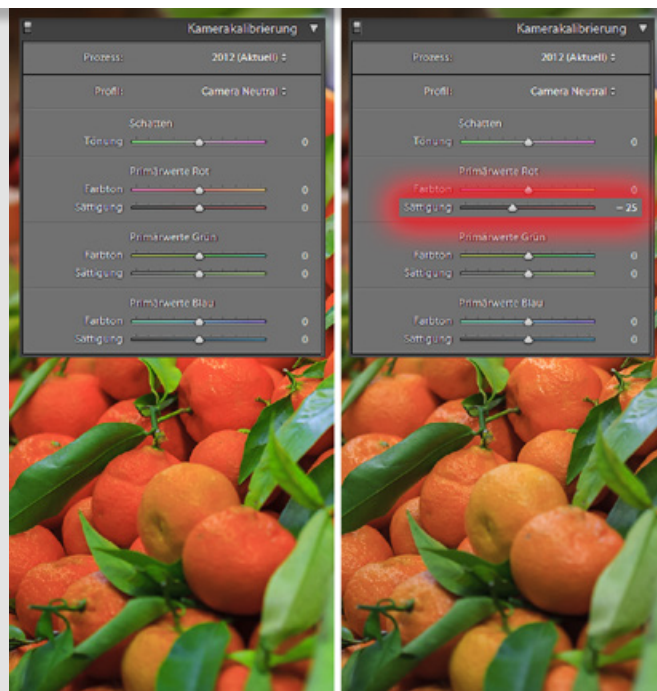 Kamerakalibrierung
Prozess: 2012 (Aktuell)
Profil: Camera Neutral
Schatten
Tönung 0
Primärwerte Rot
Farbton 0
Sättigung 0
Primärwerte Grün
Farbton 0
Sättigung 0
Primärwerte Blau
Farbton 0
Sättigung 0
Kamerakalibrierung
Prozess: 2012 (Aktuell)
Profil: Camera Neutral
Schatten
Tönung 0
Primärwerte Rot
Farbton 0
Sättigung - 25
Primärwerte Grün
Farbton 0
Sättigung 0
Primärwerte Blau
Farbton 0
Sättigung 0